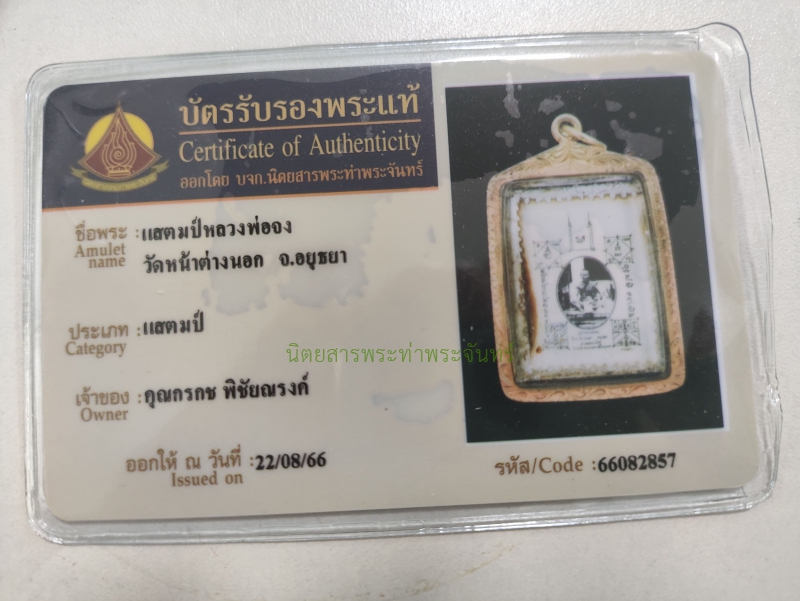 บัตรรับรองพระแท้
Certificate of Authenticity
ออกโดย บจก.นิตยสารพระท่าพระจันทร์
ชื่อพระ :แสตมป์หลวงพ่อจง
Amulet name
วัดหน้าต่างนอก จ.อยุธยา
ประเภท :แสตมป์
Category
นิตยสารพระท่าพระจันทร์
เจ้าของ :คุณกรกช พิชัยณรงค์
Owner
ออกให้ ณ วันที่ :22/08/66
Issued on
รหัส/Code :66082857